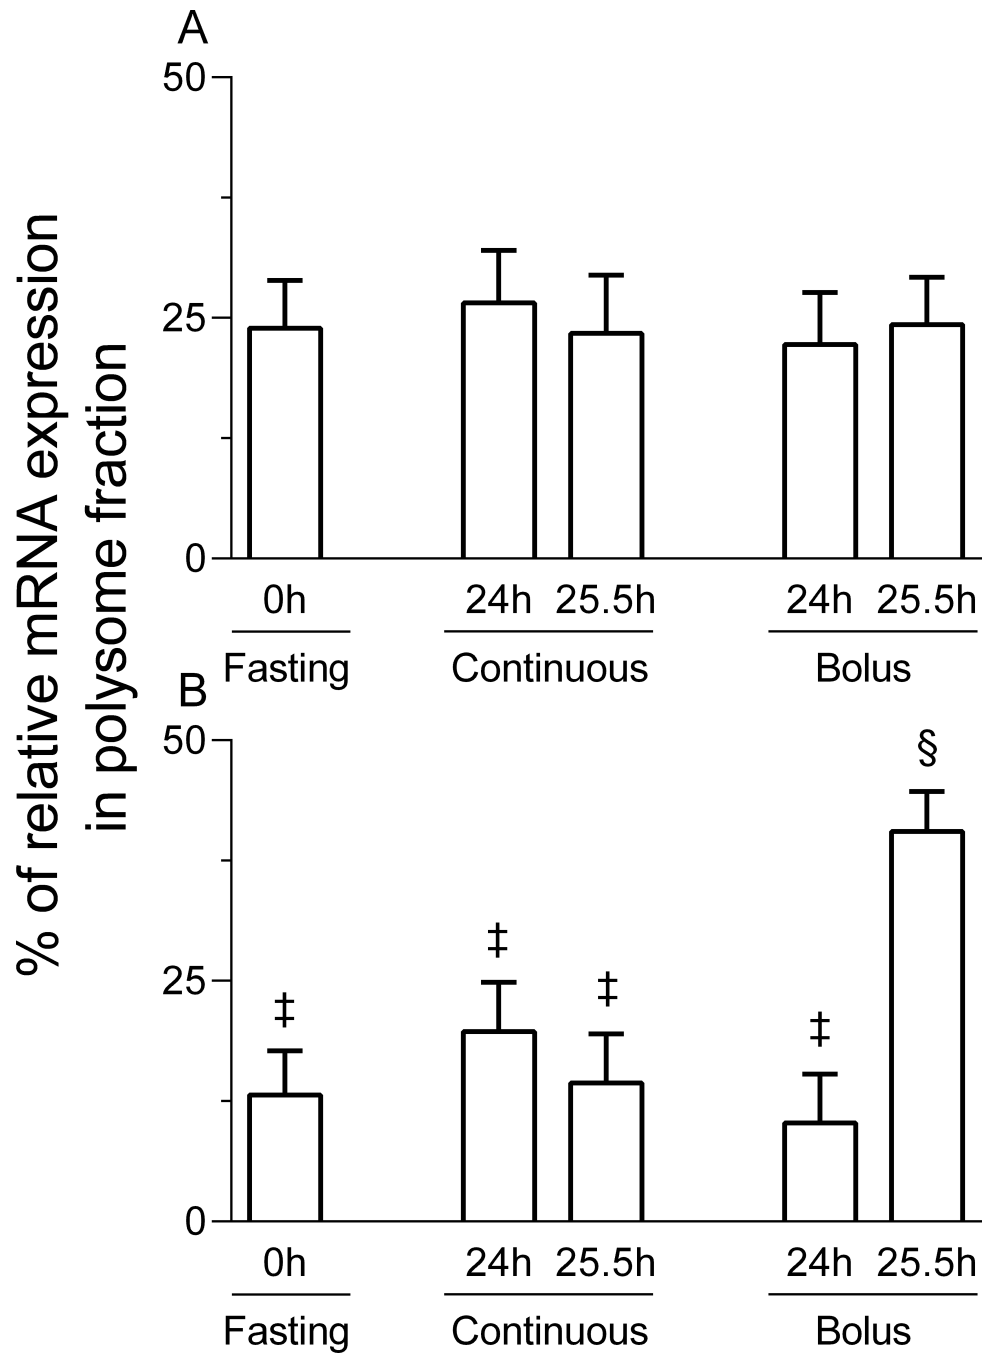 % of relative mRNA expression
in polysome fraction
A
50
25
0
0h 24h 25.5h 24h 25.5h
Fasting Continuous Bolus
B
50
25
0
‡ ‡ ‡ ‡ §
0h 24h 25.5h 24h 25.5h
Fasting Continuous Bolus